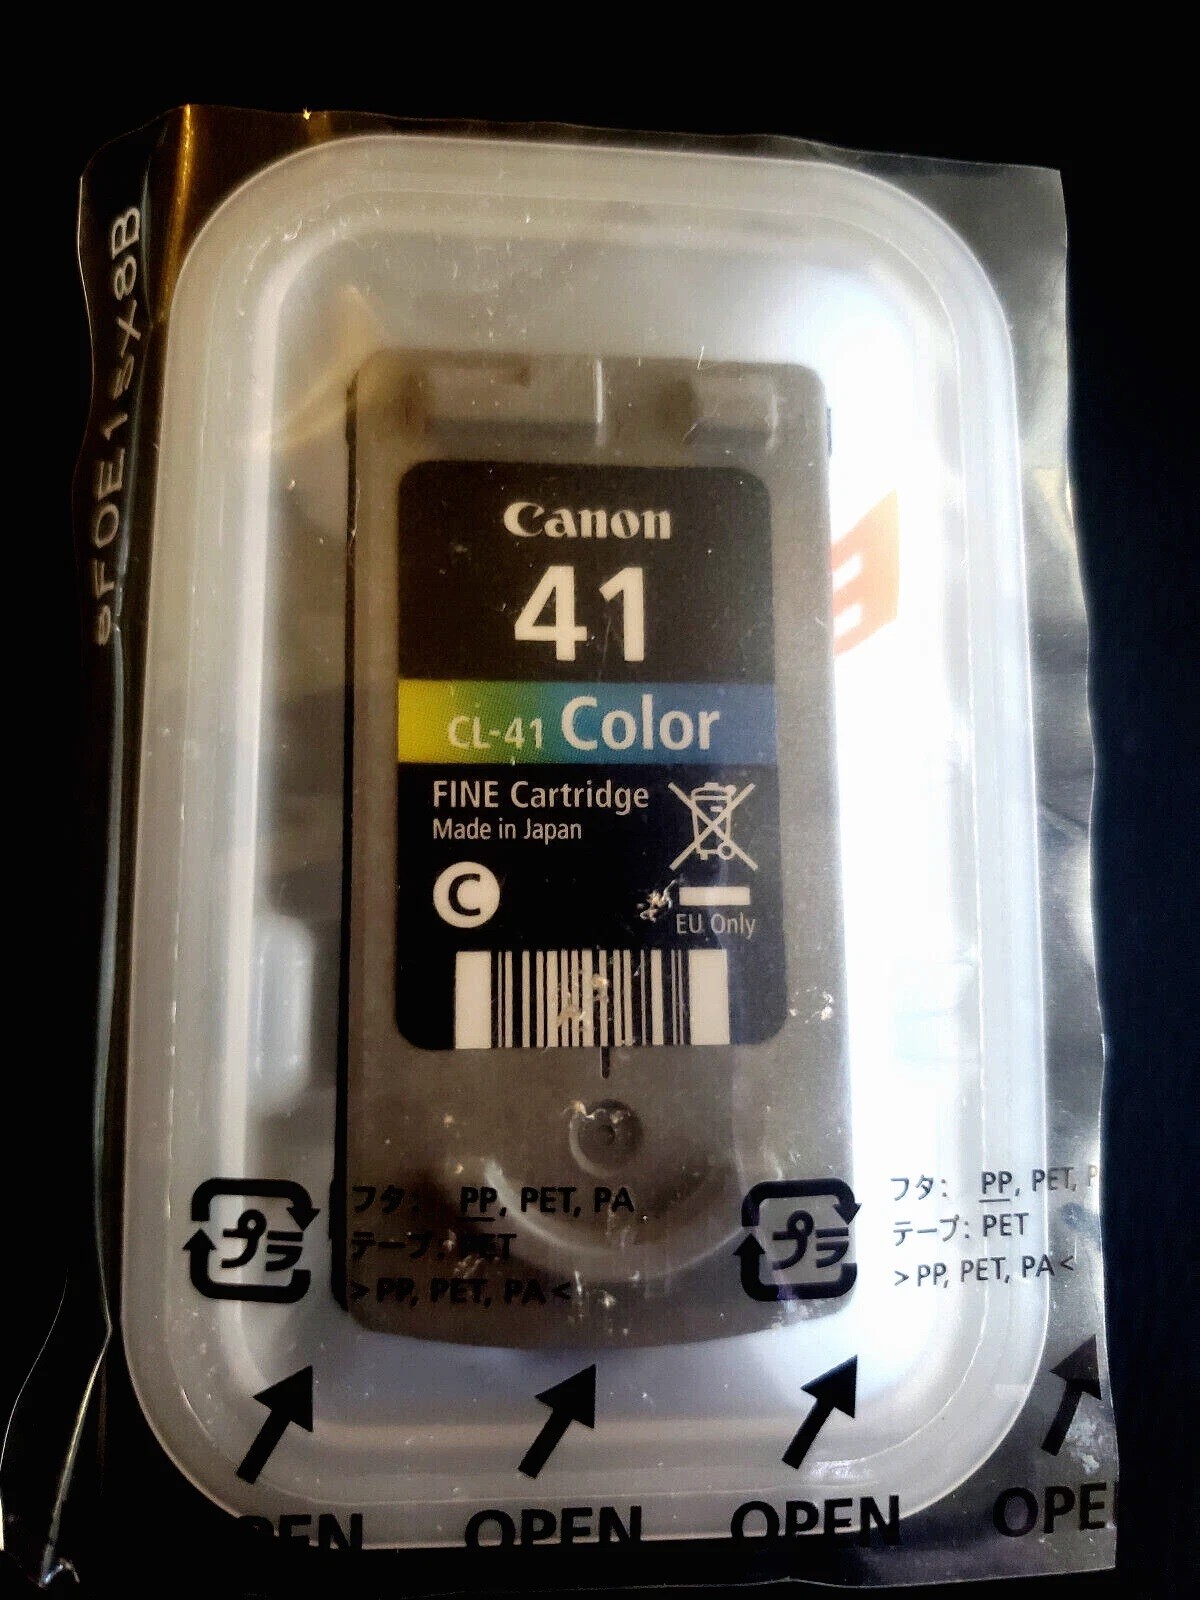 9F0E15X8B
Canon
41
CL-41 Color
FINE Cartridge
Made in Japan
C
EU Only
プラ
フタ: PP, PET, PA
テープ: PET
>PP, PET, PA<
プラ
フタ: PP, PET, P
テープ: PET
>PP, PET, PA<
PEN OPEN OPEN OPE